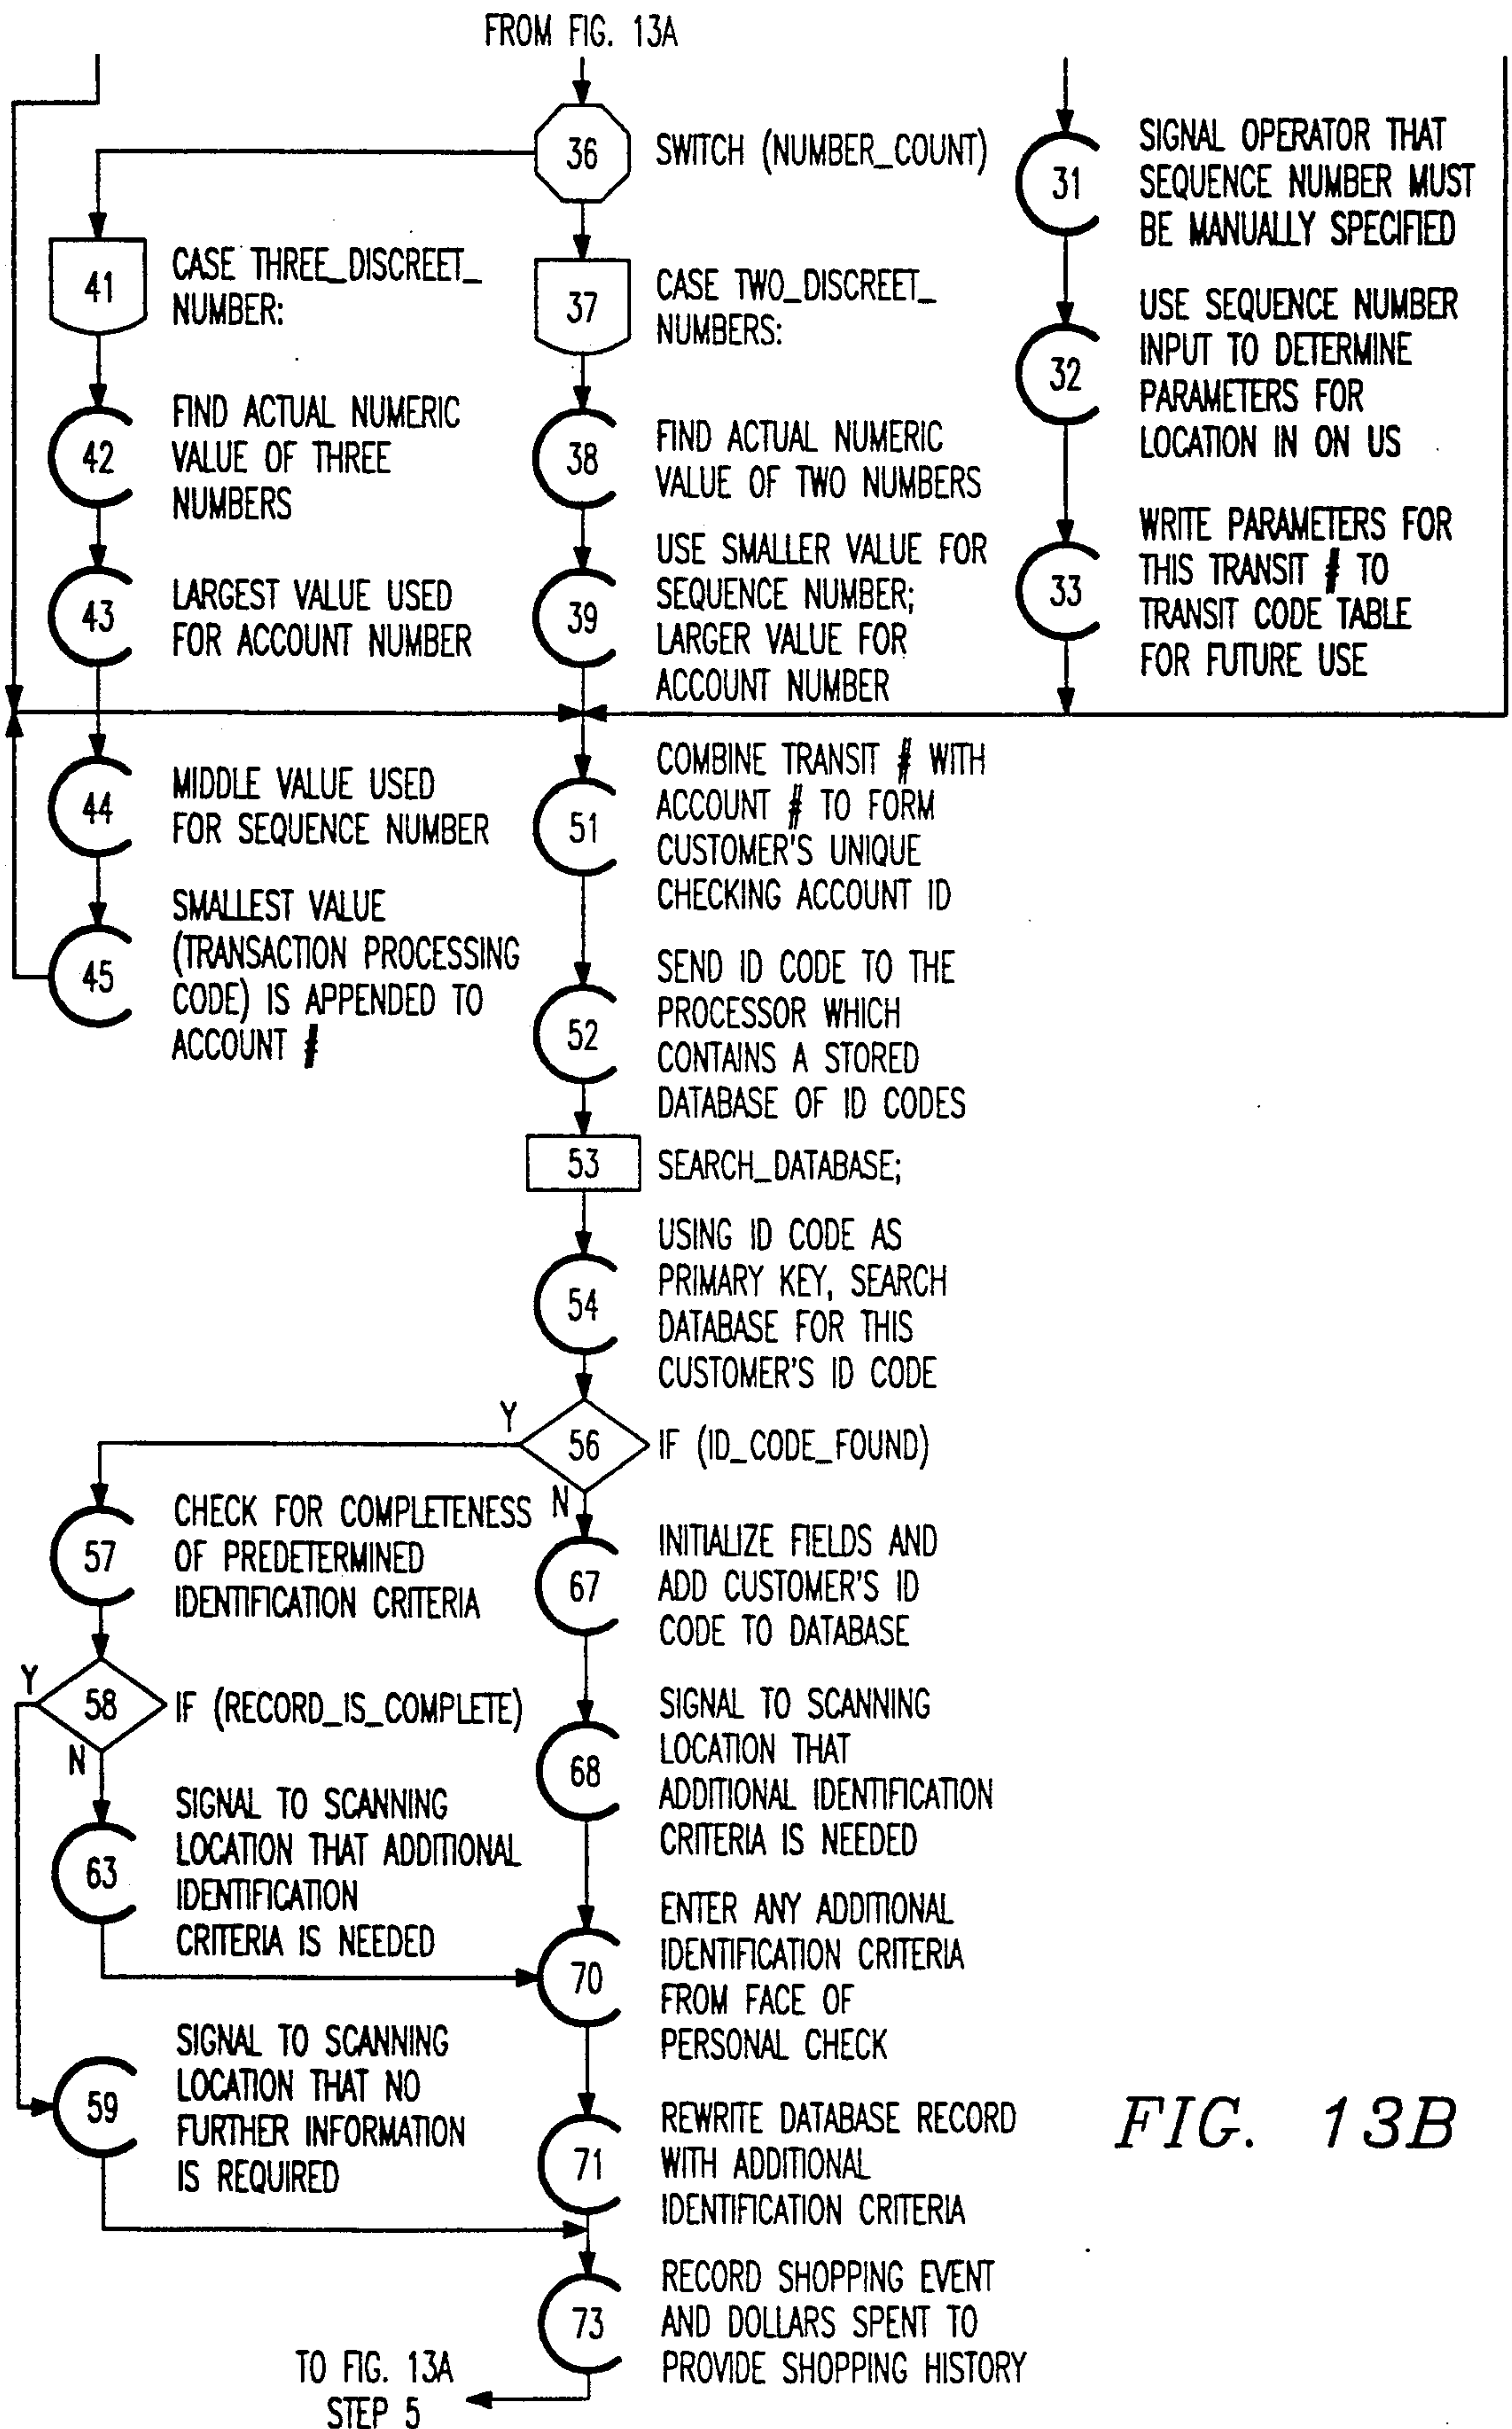 FROM FIG. 13A
36
SWITCH (NUMBER_COUNT)
41
CASE THREE_DISCREET_
NUMBER:
42
FIND ACTUAL NUMERIC
VALUE OF THREE
NUMBERS
43
LARGEST VALUE USED
FOR ACCOUNT NUMBER
44
MIDDLE VALUE USED
FOR SEQUENCE NUMBER
45
SMALLEST VALUE
(TRANSACTION PROCESSING
CODE) IS APPENDED TO
ACCOUNT #
37
CASE TWO_DISCREET_
NUMBERS:
38
FIND ACTUAL NUMERIC
VALUE OF TWO NUMBERS
39
USE SMALLER VALUE FOR
SEQUENCE NUMBER;
LARGER VALUE FOR
ACCOUNT NUMBER
31
SIGNAL OPERATOR THAT
SEQUENCE NUMBER MUST
BE MANUALLY SPECIFIED
32
USE SEQUENCE NUMBER
INPUT TO DETERMINE
PARAMETERS FOR
LOCATION IN ON US
33
WRITE PARAMETERS FOR
THIS TRANSIT # TO
TRANSIT CODE TABLE
FOR FUTURE USE
51
COMBINE TRANSIT # WITH
ACCOUNT # TO FORM
CUSTOMER'S UNIQUE
CHECKING ACCOUNT ID
52
SEND ID CODE TO THE
PROCESSOR WHICH
CONTAINS A STORED
DATABASE OF ID CODES
53
SEARCH_DATABASE;
54
USING ID CODE AS
PRIMARY KEY, SEARCH
DATABASE FOR THIS
CUSTOMER'S ID CODE
Y
56
IF (ID_CODE_FOUND)
N
57
CHECK FOR COMPLETENESS
OF PREDETERMINED
IDENTIFICATION CRITERIA
Y
58
IF (RECORD_IS_COMPLETE)
N
63
SIGNAL TO SCANNING
LOCATION THAT ADDITIONAL
IDENTIFICATION
CRITERIA IS NEEDED
59
SIGNAL TO SCANNING
LOCATION THAT NO
FURTHER INFORMATION
IS REQUIRED
67
INITIALIZE FIELDS AND
ADD CUSTOMER'S ID
CODE TO DATABASE
68
SIGNAL TO SCANNING
LOCATION THAT
ADDITIONAL IDENTIFICATION
CRITERIA IS NEEDED
70
ENTER ANY ADDITIONAL
IDENTIFICATION CRITERIA
FROM FACE OF
PERSONAL CHECK
71
REWRITE DATABASE RECORD
WITH ADDITIONAL
IDENTIFICATION CRITERIA
73
RECORD SHOPPING EVENT
AND DOLLARS SPENT TO
PROVIDE SHOPPING HISTORY
TO FIG. 13A
STEP 5
FIG. 13B